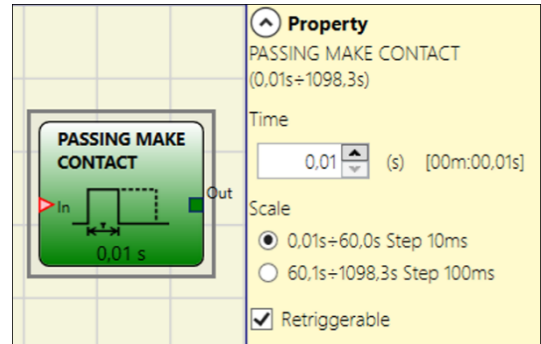 PASSING MAKE
CONTACT
In
Out
0,01 s
Property
PASSING MAKE CONTACT
(0,01s÷1098,3s)
Time
0,01 (s) [00m:00,01s]
Scale
0,01s÷60,0s Step 10ms
60,1s÷1098,3s Step 100ms
Retriggerable